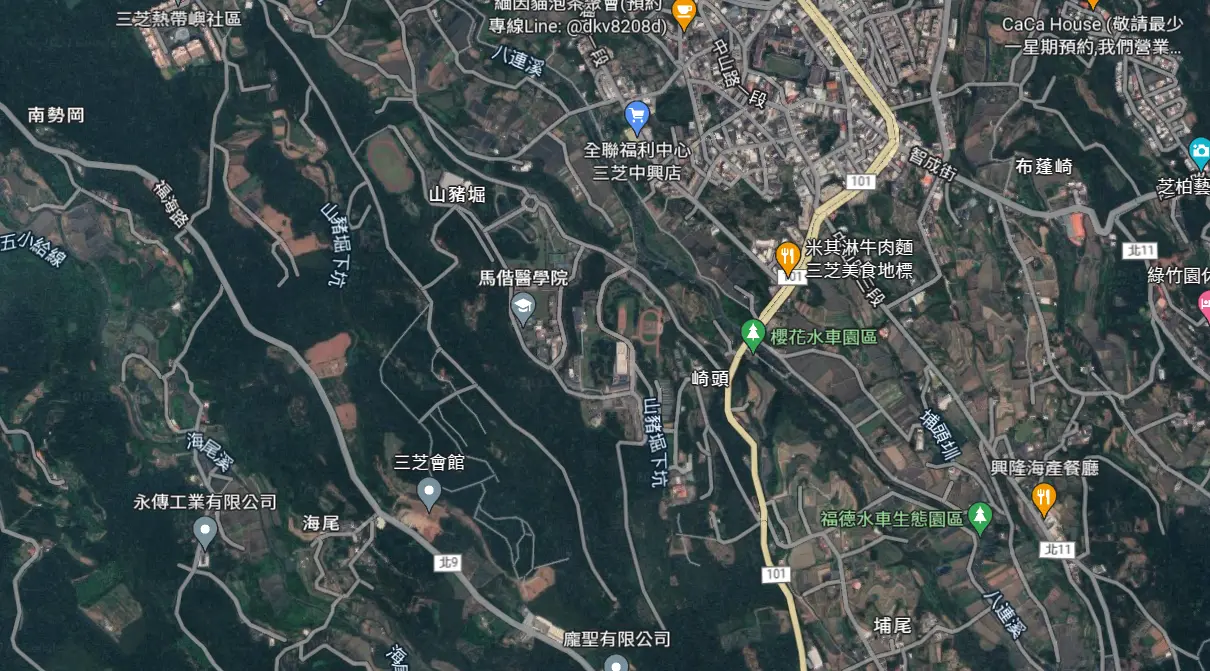 緬因貓泡茶聚會(預約
專線Line: @dkv8208d)
三芝熱帶嶼社區
CaCa House (敬請最少
一星期預約,我們營業...
八連溪
段
中山路一段
南勢岡
全聯福利中心
三芝中興店
智成街
布蓬崎
101
山豬堀
芝柏藝
福海路
山豬堀下坑
五小給線
北11
米其淋牛肉麵
三芝美食地標
101
馬偕醫學院
綠竹園休
櫻花水車園區
崎頭
山豬堀下坑
埔頭圳
海尾溪
三芝會館
興隆海產餐廳
永傳工業有限公司
海尾
福德水車生態園區
北9
北11
101
八連溪
埔尾
龐聖有限公司
海尾